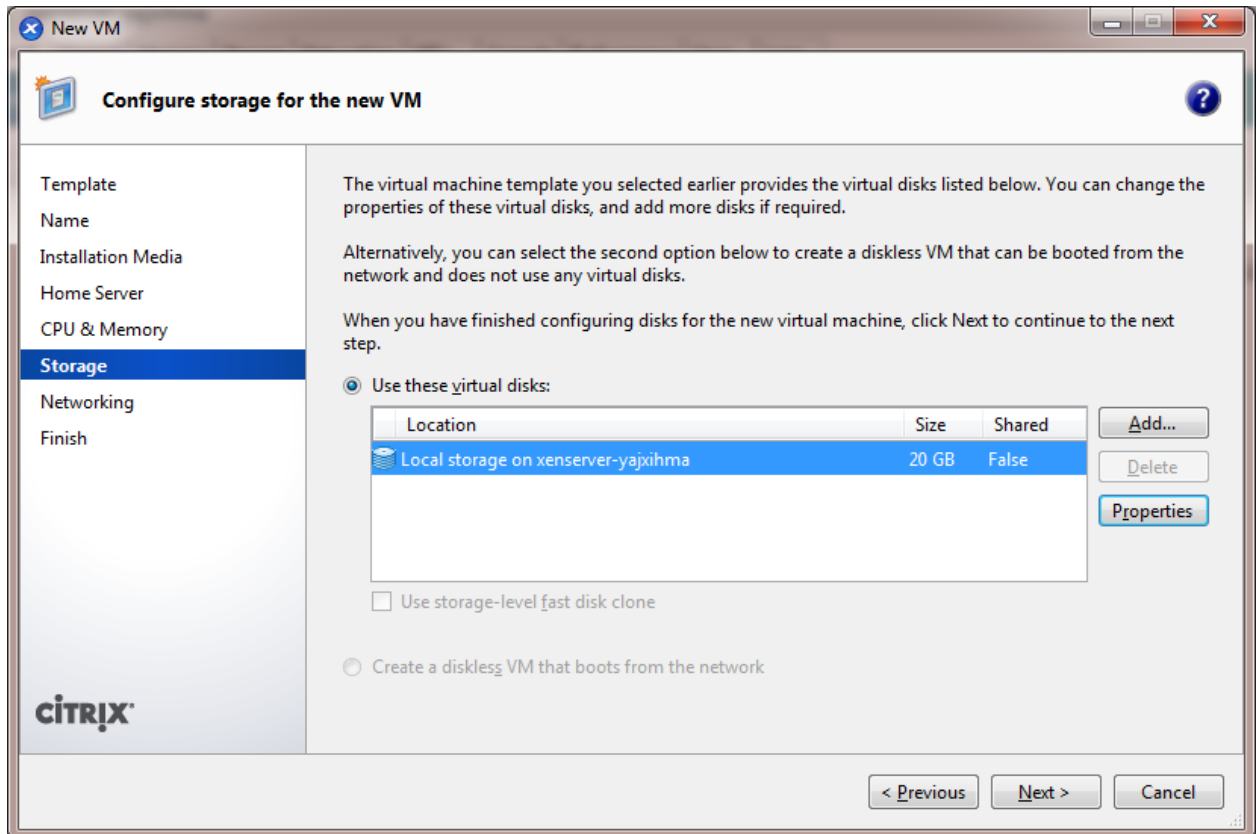 New VM
Configure storage for the new VM
?
Template
Name
Installation Media
Home Server
CPU & Memory
Storage
Networking
Finish
CITRIX
The virtual machine template you selected earlier provides the virtual disks listed below. You can change the
properties of these virtual disks, and add more disks if required.
Alternatively, you can select the second option below to create a diskless VM that can be booted from the
network and does not use any virtual disks.
When you have finished configuring disks for the new virtual machine, click Next to continue to the next
step.
Use these virtual disks:
Location Size Shared
Local storage on xenserver-yajxihma 20 GB False
Add...
Delete
Properties
Use storage-level fast disk clone
Create a diskless VM that boots from the network
< Previous Next > Cancel